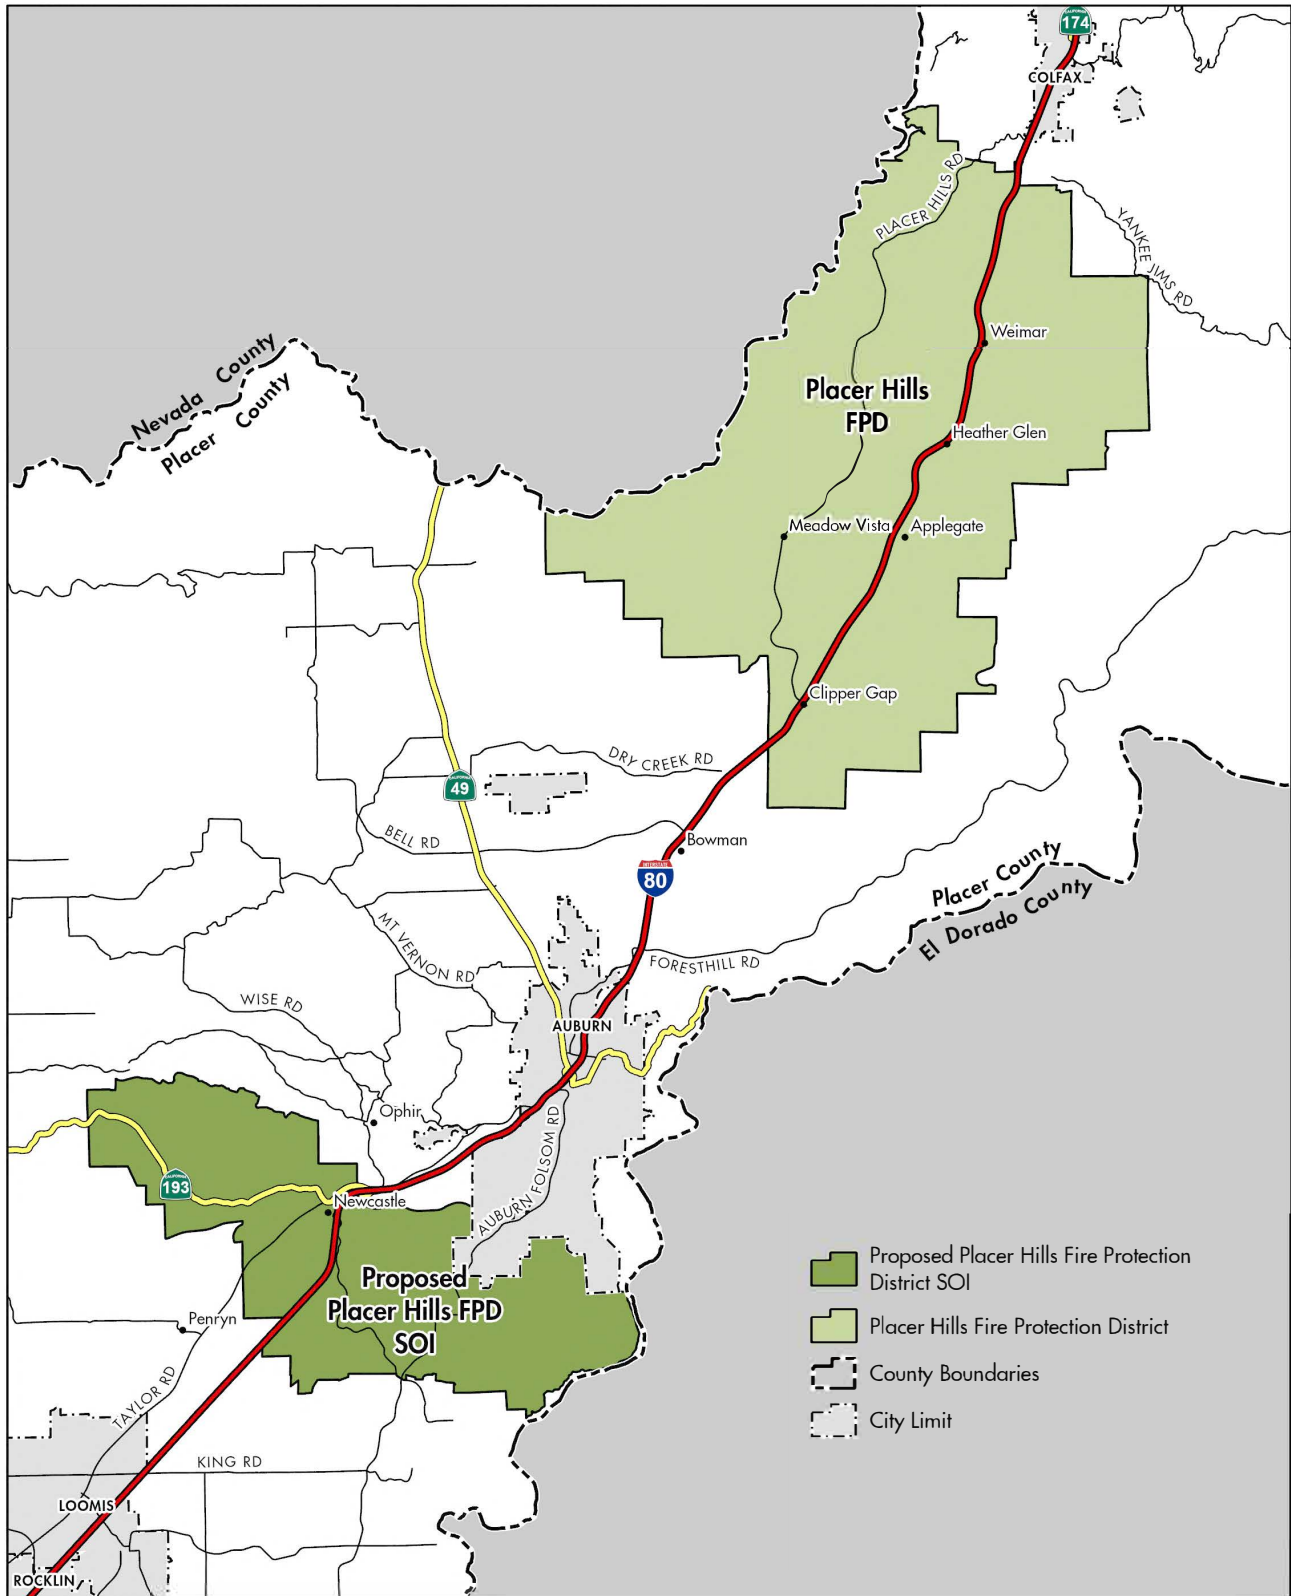 CALIFORNIA
174
COLFAX
PLACER HILLS RD
YANKEE JIMS RD
Weimar
Nevada County
Placer County
Placer Hills
FPD
Heather Glen
Meadow Vista
Applegate
Clipper Gap
DRY CREEK RD
CALIFORNIA
49
BELL RD
Bowman
INTERSTATE
80
Placer County
El Dorado County
MT VERNON RD
FORESTHILL RD
WISE RD
AUBURN
Ophir
AUBURN FOLSOM RD
CALIFORNIA
193
Newcastle
Proposed
Placer Hills FPD
SOI
Penryn
TAYLOR RD
KING RD
LOOMIS
ROCKLIN
Proposed Placer Hills Fire Protection
District SOI
Placer Hills Fire Protection District
County Boundaries
City Limit